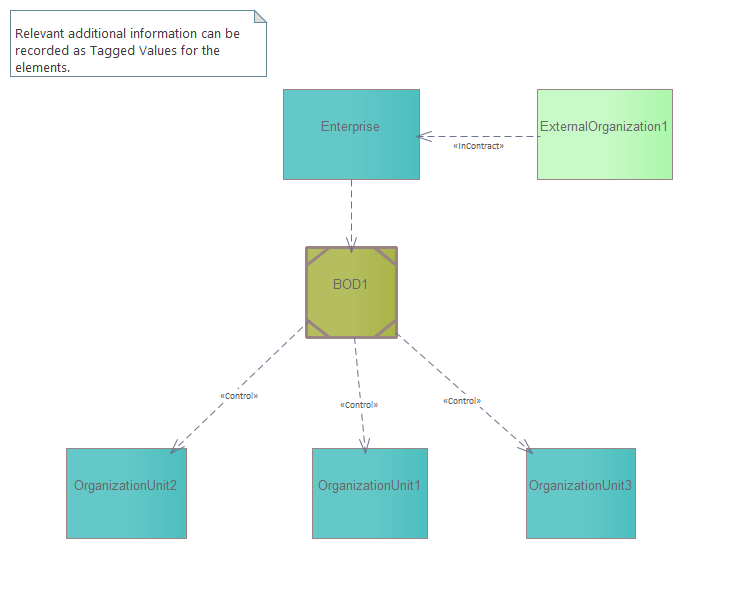 Relevant additional information can be
recorded as Tagged Values for the
elements.
Enterprise
ExternalOrganization1
«InContract»
BOD1
«Control»
«Control»
«Control»
OrganizationUnit2
OrganizationUnit1
OrganizationUnit3